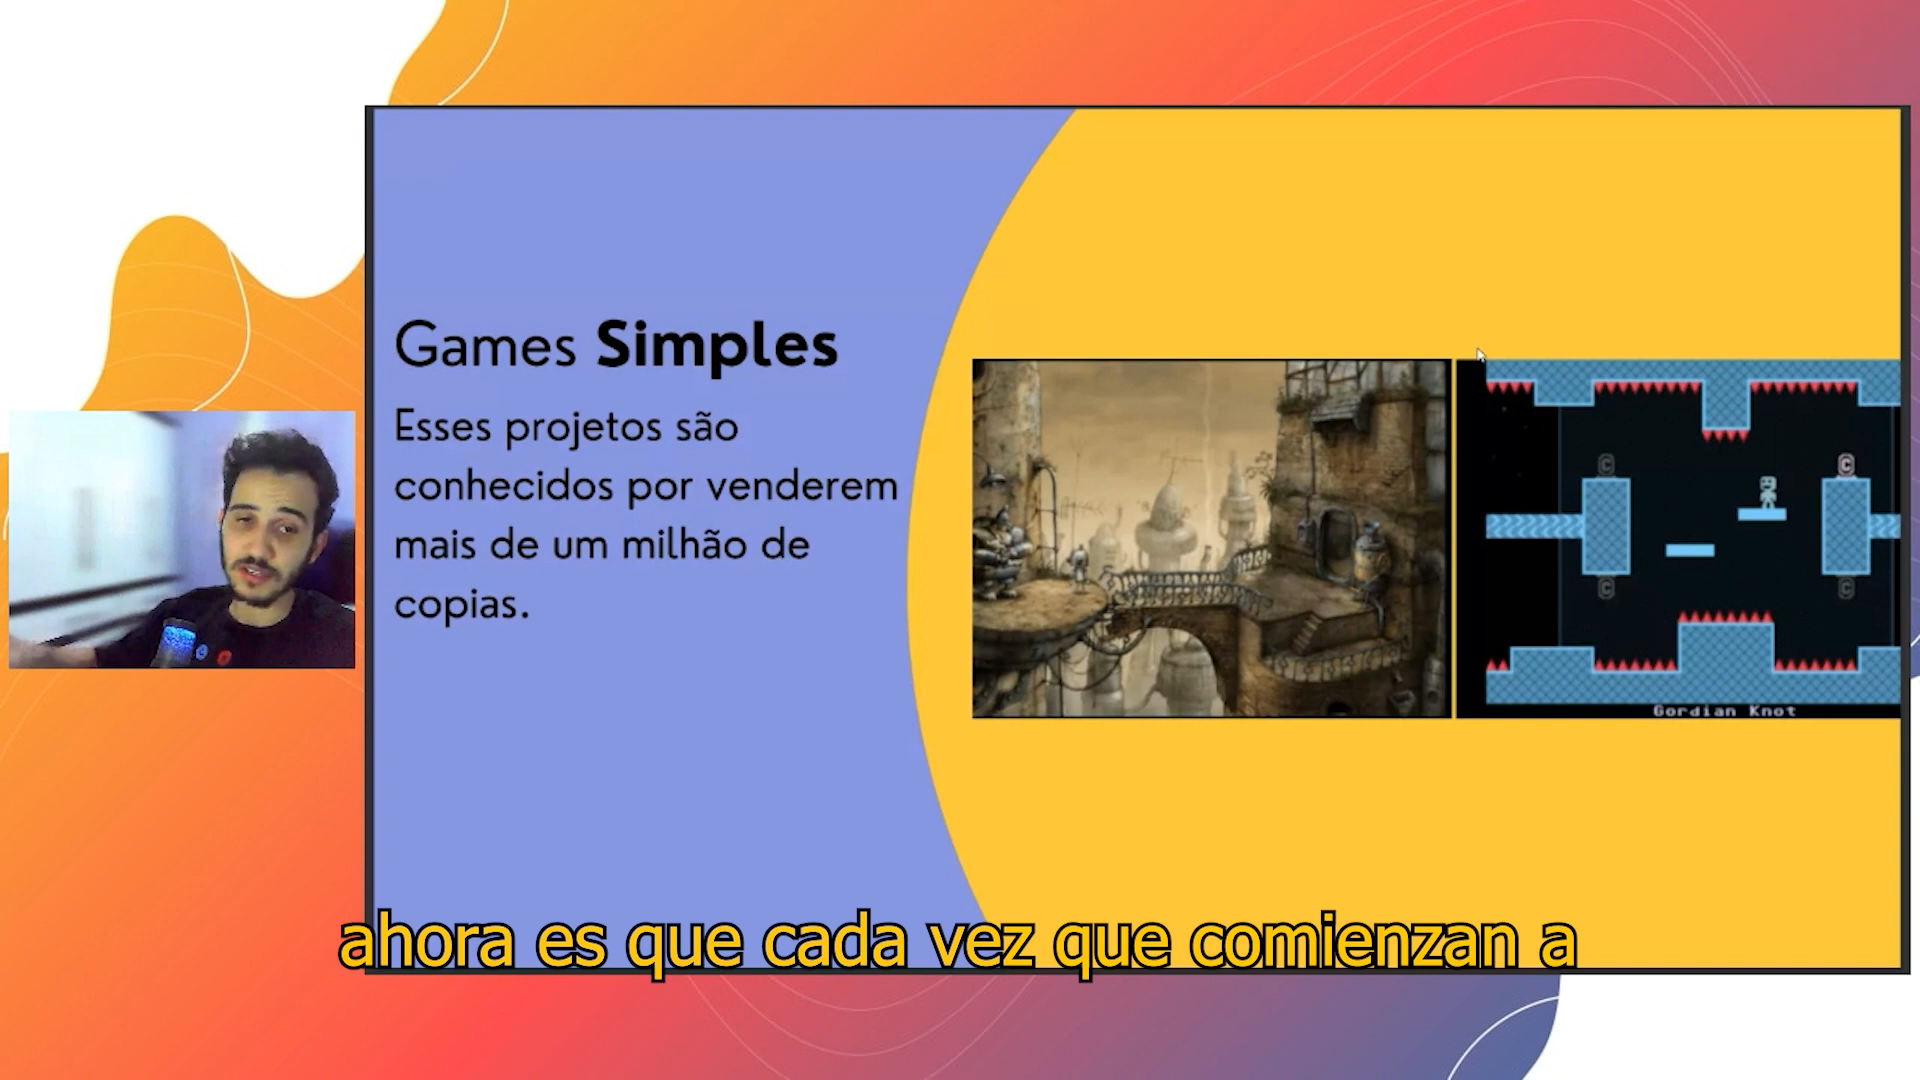 Games Simples
Esses projetos são
conhecidos por venderem
mais de um milhão de
copias.
C
C
C
C
Gordian Knot
ahora es que cada vez que comienzan a